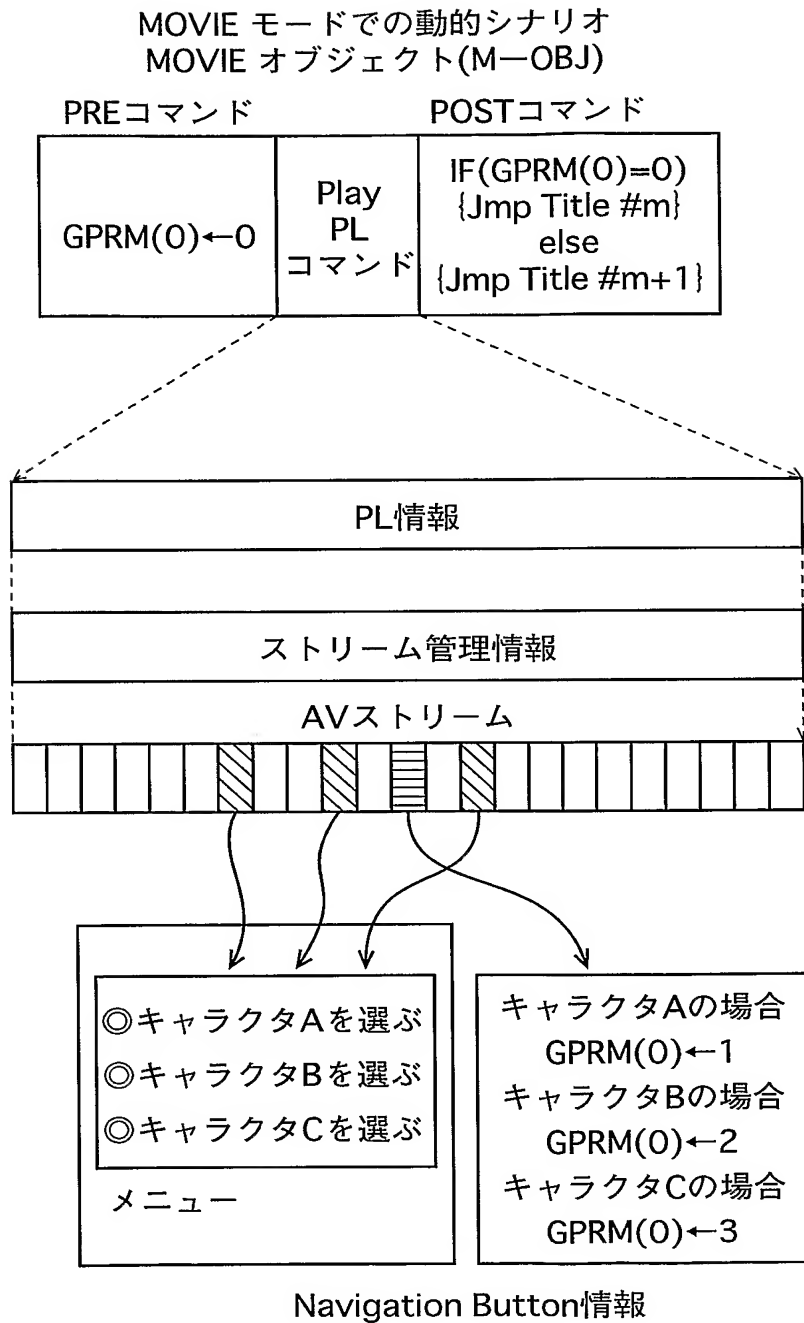 MOVIE モードでの動的シナリオ
MOVIE オブジェクト(M－OBJ)
PREコマンド
POSTコマンド
GPRM(0)←0
Play
PL
コマンド
IF(GPRM(0)=0)
{Jmp Title #m}
else
{Jmp Title #m+1}
PL情報
ストリーム管理情報
AVストリーム
◎キャラクタAを選ぶ
◎キャラクタBを選ぶ
◎キャラクタCを選ぶ
メニュー
キャラクタAの場合
GPRM(0)←1
キャラクタBの場合
GPRM(0)←2
キャラクタCの場合
GPRM(0)←3
Navigation Button情報